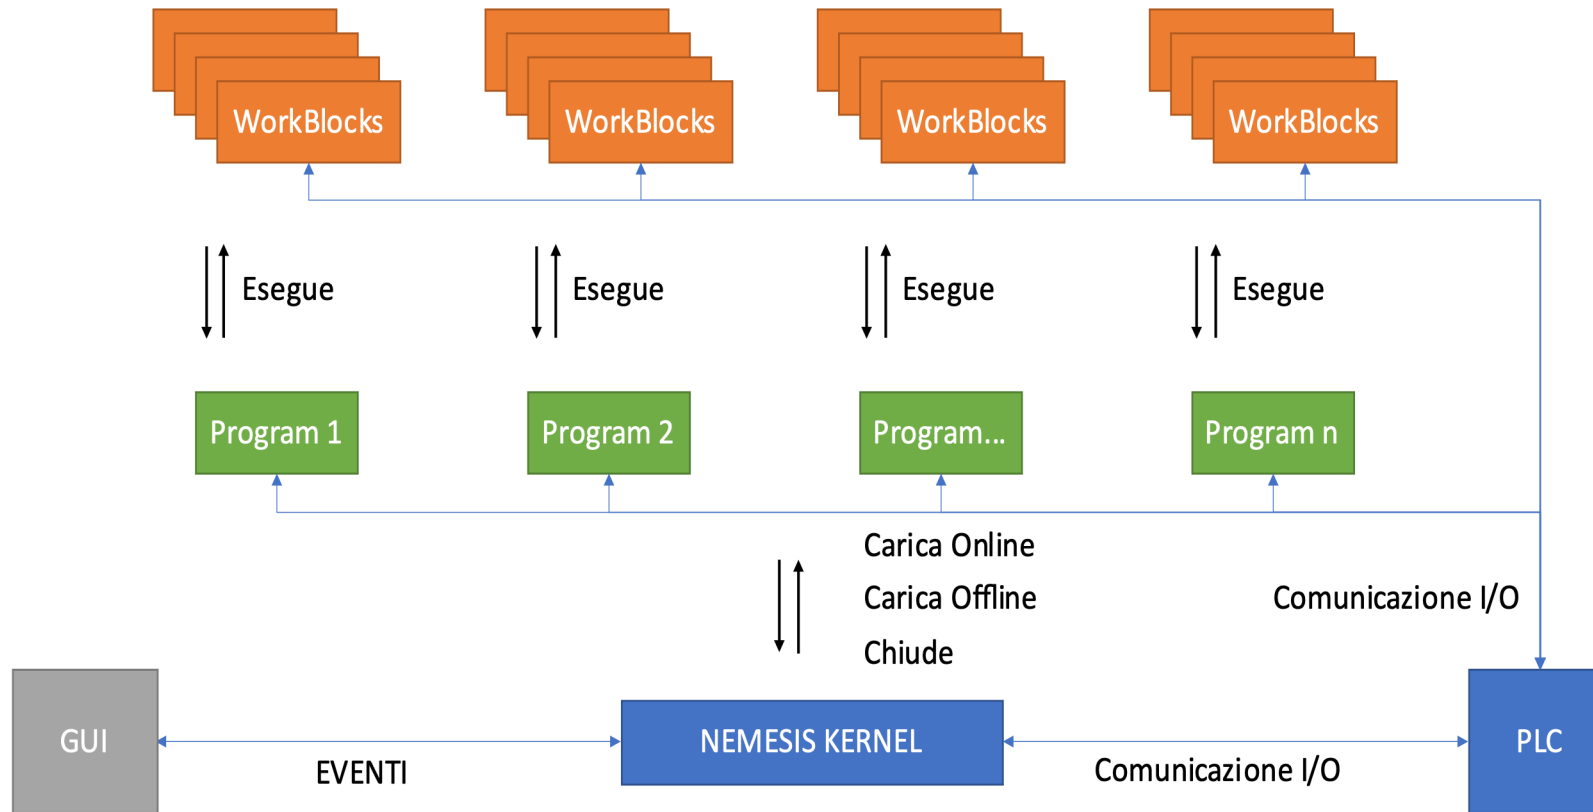 WorkBlocks
WorkBlocks
WorkBlocks
WorkBlocks
Esegue
Esegue
Esegue
Esegue
Program 1
Program 2
Program...
Program n
Carica Online
Carica Offline
Comunicazione I/O
Chiude
GUI
NEMESIS KERNEL
PLC
EVENTI
Comunicazione I/O